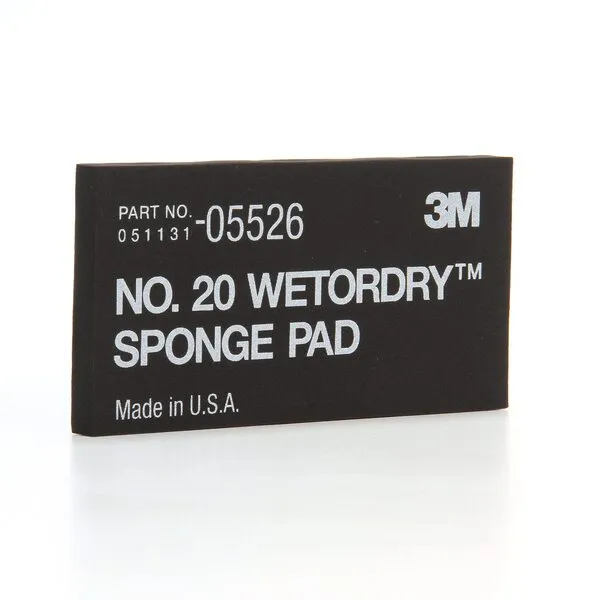 PART NO.
051131-05526
3M
NO. 20 WETORDRY™
SPONGE PAD
Made in U.S.A.